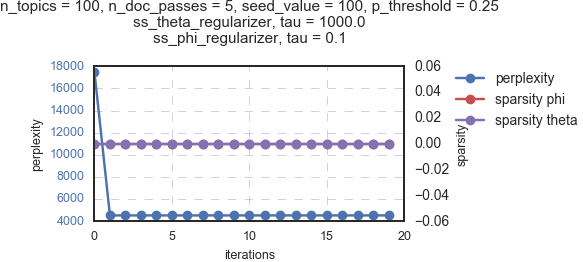 n_topics = 100, n_doc_passes = 5, seed_value = 100, p_threshold = 0.25
ss_theta_regularizer, tau = 1000.0
ss_phi_regularizer, tau = 0.1
18000
16000
14000
12000
10000
8000
6000
4000
perplexity
0
5
10
15
20
iterations
0.06
0.04
0.02
0.00
−0.02
−0.04
−0.06
sparsity
perplexity
sparsity phi
sparsity theta